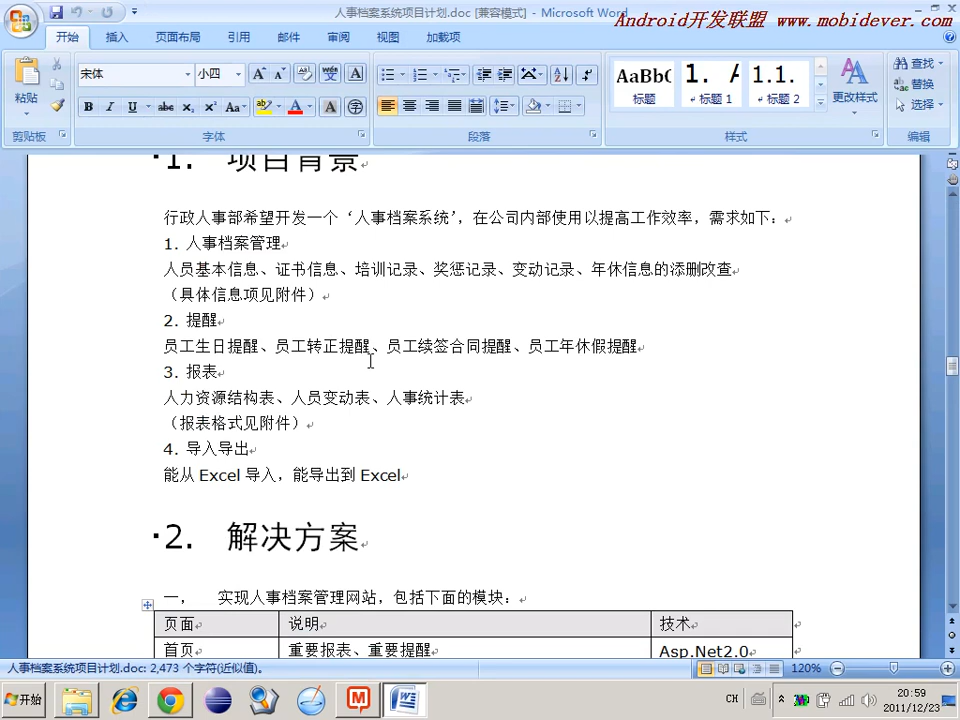 人事档案系统项目计划.doc [兼容模式] - Microsoft Word
Android开发联盟 www.mobidever.com
开始 插入 页面布局 引用 邮件 审阅 视图 加载项
粘贴
宋体 小四
AaBbC 1. A 1.1.
标题 标题 1 标题 2
更改样式
查找
替换
选择
剪贴板 字体 段落 样式 编辑
1. 项目背景
行政人事部希望开发一个‘人事档案系统’，在公司内部使用以提高工作效率，需求如下：
1. 人事档案管理
人员基本信息、证书信息、培训记录、奖惩记录、变动记录、年休信息的添删改查
（具体信息项见附件）
2. 提醒
员工生日提醒、员工转正提醒、员工续签合同提醒、员工年休假提醒
3. 报表
人力资源结构表、人员变动表、人事统计表
（报表格式见附件）
4. 导入导出
能从 Excel 导入，能导出到 Excel
2. 解决方案
一， 实现人事档案管理网站，包括下面的模块：
页面 说明 技术
首页 重要报表、重要提醒 Asp.Net2.0
人事档案系统项目计划.doc: 2,473 个字符(近似值)。 120%
开始 CH 20:59
2011/12/23